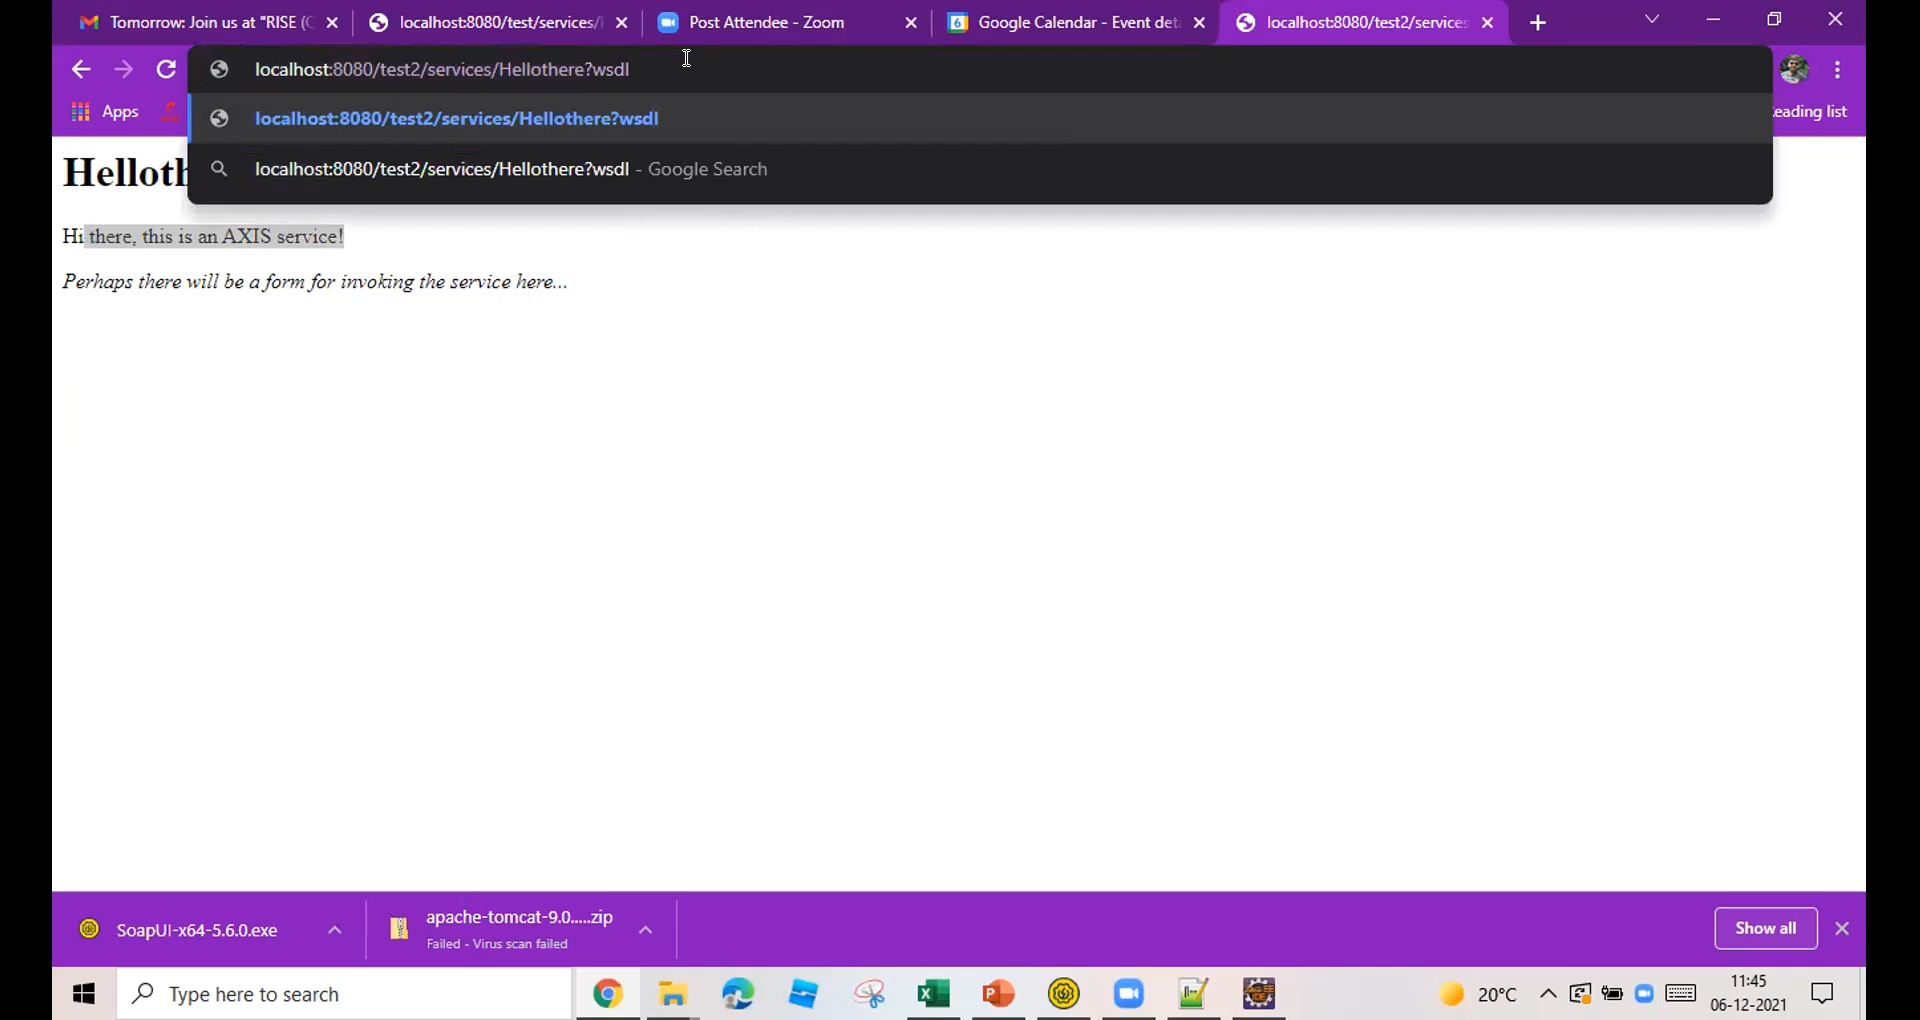 Tomorrow: Join us at "RISE (
localhost:8080/test/services/
Post Attendee - Zoom
6
Google Calendar - Event det
localhost:8080/test2/services
localhost:8080/test2/services/Hellothere?wsdl
Apps
eading list
localhost:8080/test2/services/Hellothere?wsdl
localhost:8080/test2/services/Hellothere?wsdl - Google Search
Helloth
Hi there, this is an AXIS service!
Perhaps there will be a form for invoking the service here...
SoapUI-x64-5.6.0.exe
apache-tomcat-9.0.....zip
Failed - Virus scan failed
Show all
Type here to search
20°C
11:45
06-12-2021